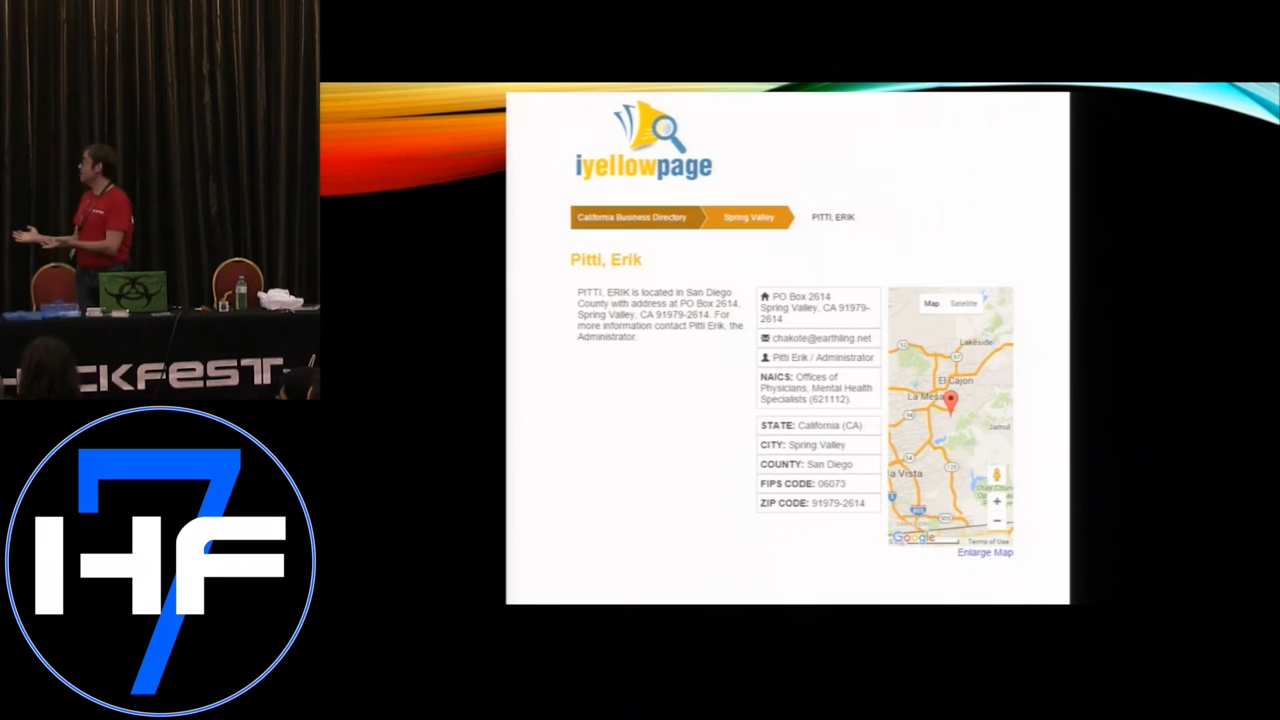 iyellowpage
California Business Directory
Spring Valley
PITTI, ERIK
Pitti, Erik
PITTI, ERIK is located in San Diego
County with address at PO Box 2614,
Spring Valley, CA 91979-2614. For
more information contact Pitti Erik, the
Administrator.
PO Box 2614
Spring Valley, CA 91979-
2614
chakote@earthling.net
Pitti Erik / Administrator
NAICS: Offices of
Physicians, Mental Health
Specialists (621112).
STATE: California (CA)
CITY: Spring Valley
COUNTY: San Diego
FIPS CODE: 06073
ZIP CODE: 91979-2614
Map
Satellite
Lakeside
El Cajon
La Mesa
Jamul
la Vista
Google
Terms of Use
Enlarge Map
HACKFEST
7
HF